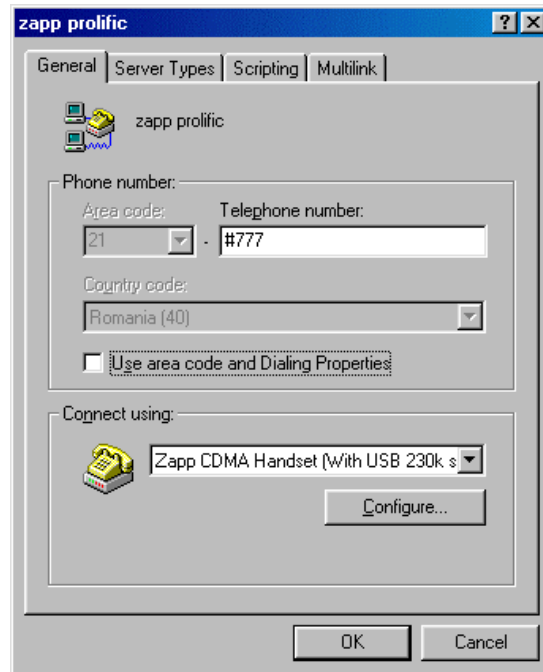 zapp prolific
General Server Types Scripting Multilink
zapp prolific
Phone number:
Area code: Telephone number:
21 - #777
Country code:
Romania (40)
Use area code and Dialing Properties
Connect using:
Zapp CDMA Handset (With USB 230k s
Configure...
OK Cancel